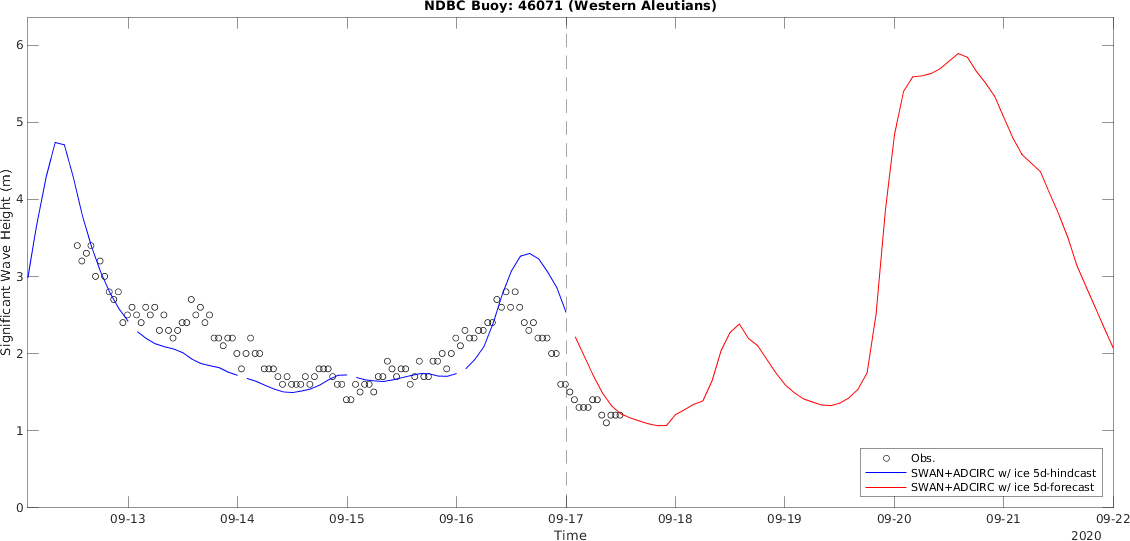 NDBC Buoy: 46071 (Western Aleutians)
Significant Wave Height (m)
6
5
4
3
2
1
0
Obs.
SWAN+ADCIRC w/ ice 5d-hindcast
SWAN+ADCIRC w/ ice 5d-forecast
09-13 09-14 09-15 09-16 09-17 09-18 09-19 09-20 09-21 09-22
Time
2020